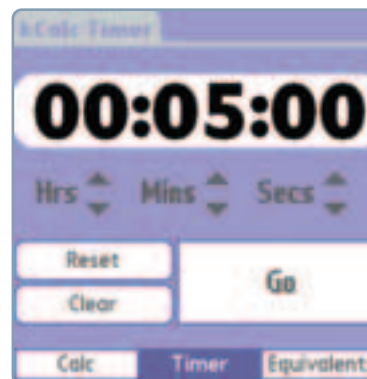 kCalc Timer
00:05:00
Hrs Mins Secs
Reset
Go
Clear
Calc Timer Equivalent